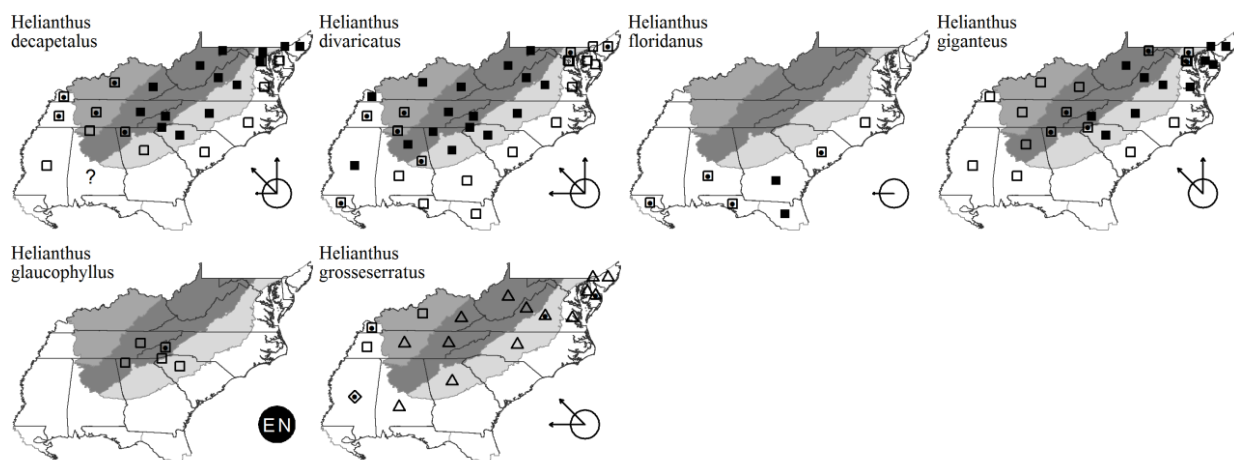 Helianthus
decapetalus
Helianthus
divaricatus
Helianthus
floridanus
Helianthus
giganteus
?
Helianthus
glaucophyllus
Helianthus
grosseserratus
EN